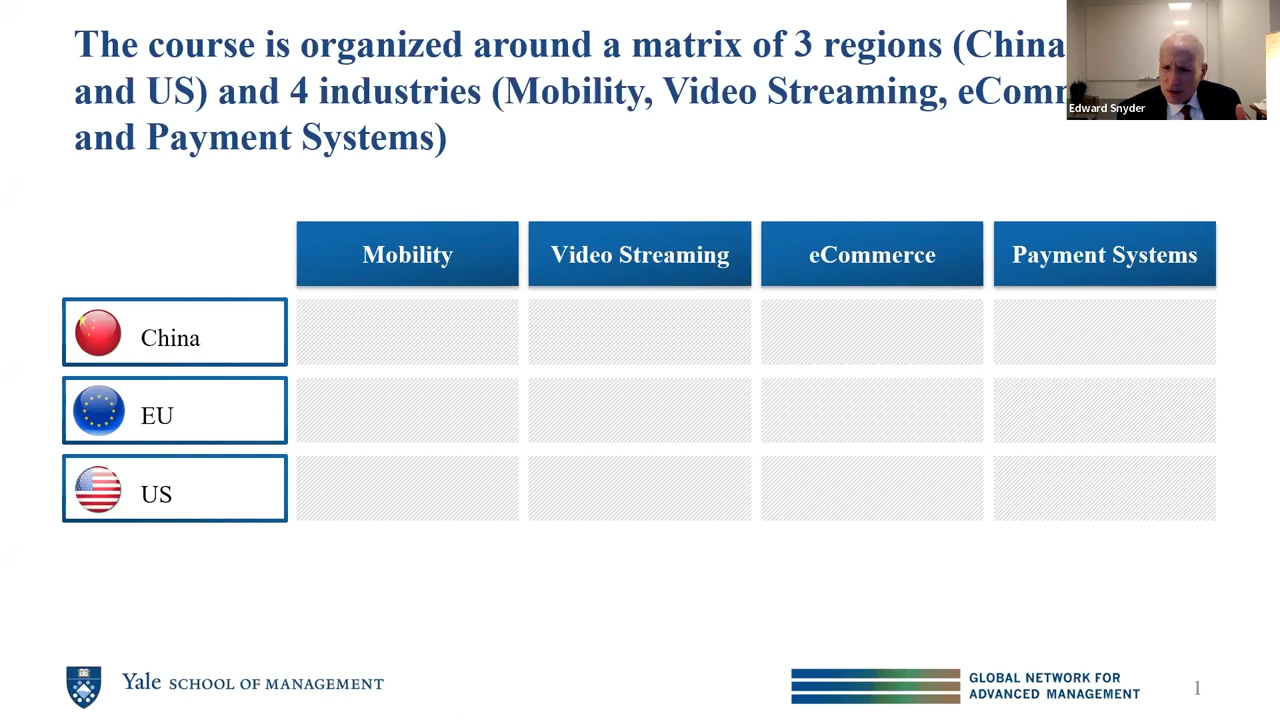 The course is organized around a matrix of 3 regions (China
and US) and 4 industries (Mobility, Video Streaming,
and Payment Systems)
Edward Snyder
Mobility
Video Streaming
eCommerce
Payment Systems
China
EU
US
Yale SCHOOL OF MANAGEMENT
GLOBAL NETWORK FOR
ADVANCED MANAGEMENT
1